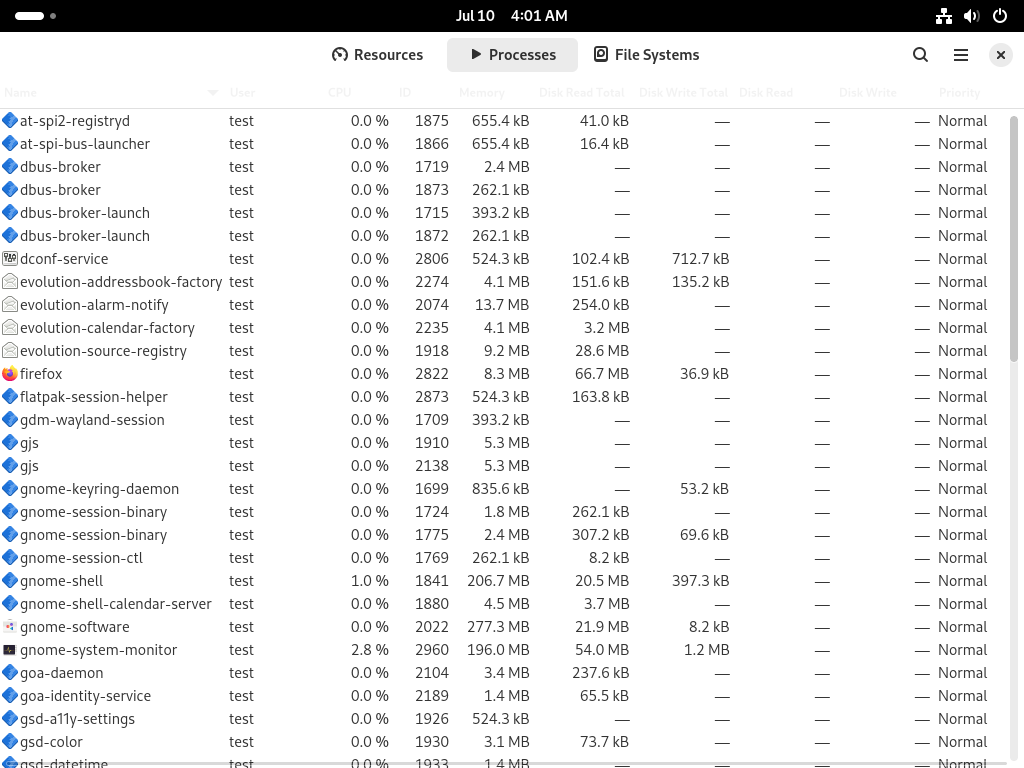 Jul 10 4:01 AM
Resources Processes File Systems
Name User CPU ID Memory Disk Read Total Disk Write Total Disk Read Disk Write Priority
at-spi2-registryd test 0.0 % 1875 655.4 kB 41.0 kB — — — Normal
at-spi-bus-launcher test 0.0 % 1866 655.4 kB 16.4 kB — — — Normal
dbus-broker test 0.0 % 1719 2.4 MB — — — — Normal
dbus-broker test 0.0 % 1873 262.1 kB — — — — Normal
dbus-broker-launch test 0.0 % 1715 393.2 kB — — — — Normal
dbus-broker-launch test 0.0 % 1872 262.1 kB — — — — Normal
dconf-service test 0.0 % 2806 524.3 kB 102.4 kB 712.7 kB — — Normal
evolution-addressbook-factory test 0.0 % 2274 4.1 MB 151.6 kB 135.2 kB — — Normal
evolution-alarm-notify test 0.0 % 2074 13.7 MB 254.0 kB — — — Normal
evolution-calendar-factory test 0.0 % 2235 4.1 MB 3.2 MB — — — Normal
evolution-source-registry test 0.0 % 1918 9.2 MB 28.6 MB — — — Normal
firefox test 0.0 % 2822 8.3 MB 66.7 MB 36.9 kB — — Normal
flatpak-session-helper test 0.0 % 2873 524.3 kB 163.8 kB — — — Normal
gdm-wayland-session test 0.0 % 1709 393.2 kB — — — — Normal
gjs test 0.0 % 1910 5.3 MB — — — — Normal
gjs test 0.0 % 2138 5.3 MB — — — — Normal
gnome-keyring-daemon test 0.0 % 1699 835.6 kB — 53.2 kB — — Normal
gnome-session-binary test 0.0 % 1724 1.8 MB 262.1 kB — — — Normal
gnome-session-binary test 0.0 % 1775 2.4 MB 307.2 kB 69.6 kB — — Normal
gnome-session-ctl test 0.0 % 1769 262.1 kB 8.2 kB — — — Normal
gnome-shell test 1.0 % 1841 206.7 MB 20.5 MB 397.3 kB — — Normal
gnome-shell-calendar-server test 0.0 % 1880 4.5 MB 3.7 MB — — — Normal
gnome-software test 0.0 % 2022 277.3 MB 21.9 MB 8.2 kB — — Normal
gnome-system-monitor test 2.8 % 2960 196.0 MB 54.0 MB 1.2 MB — — Normal
goa-daemon test 0.0 % 2104 3.4 MB 237.6 kB — — — Normal
goa-identity-service test 0.0 % 2189 1.4 MB 65.5 kB — — — Normal
gsd-a11y-settings test 0.0 % 1926 524.3 kB — — — — Normal
gsd-color test 0.0 % 1930 3.1 MB 73.7 kB — — — Normal
gsd-datetime test 0.0 % 1933 1.4 MB — — — — Normal